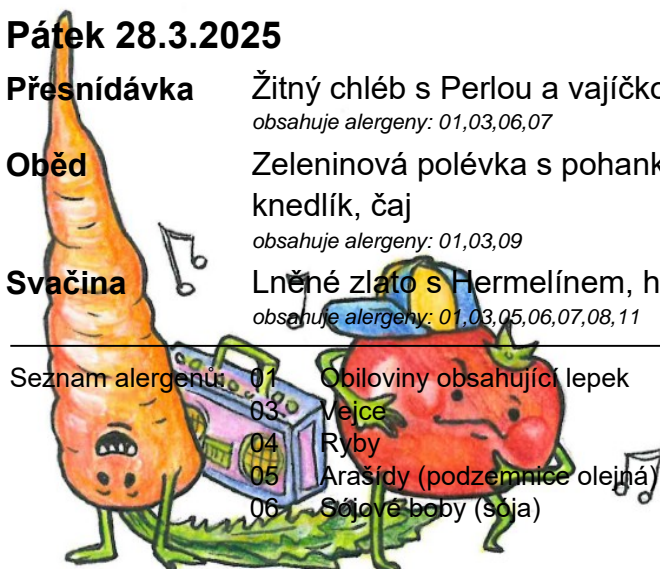 Pátek 28.3.2025
Přesnídávka Žitný chléb s Perlou a vajíčko
obsahuje alergeny: 01,03,06,07
Oběd Zeleninová polévka s pohank
knedlík, čaj
obsahuje alergeny: 01,03,09
Svačina Lněné zlato s Hermelínem, h
obsahuje alergeny: 01,03,05,06,07,08,11
Seznam alergenů: 01 Obiloviny obsahující lepek
03 Vejce
04 Ryby
05 Arašídy (podzemnice olejná)
06 Sójové boby (sója)